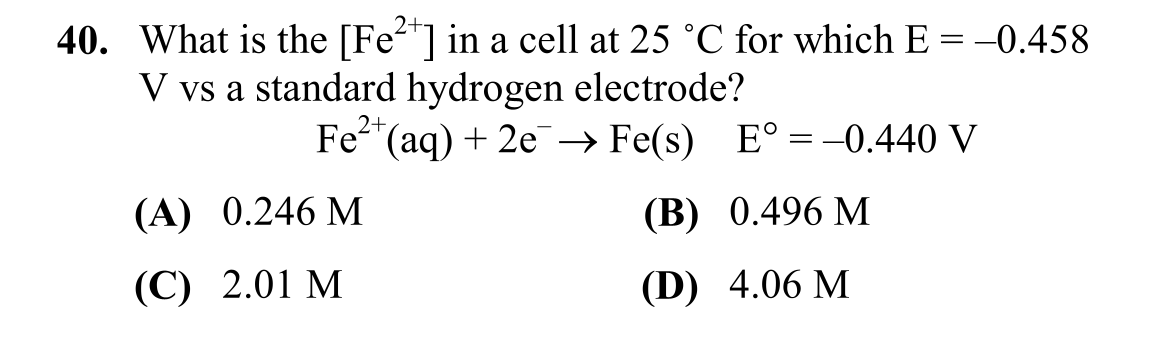 40. What is the [Fe²⁺] in a cell at 25 ˚C for which E = –0.458
V vs a standard hydrogen electrode?
Fe²⁺(aq) + 2e⁻ → Fe(s) E° = –0.440 V
(A) 0.246 M (B) 0.496 M
(C) 2.01 M (D) 4.06 M